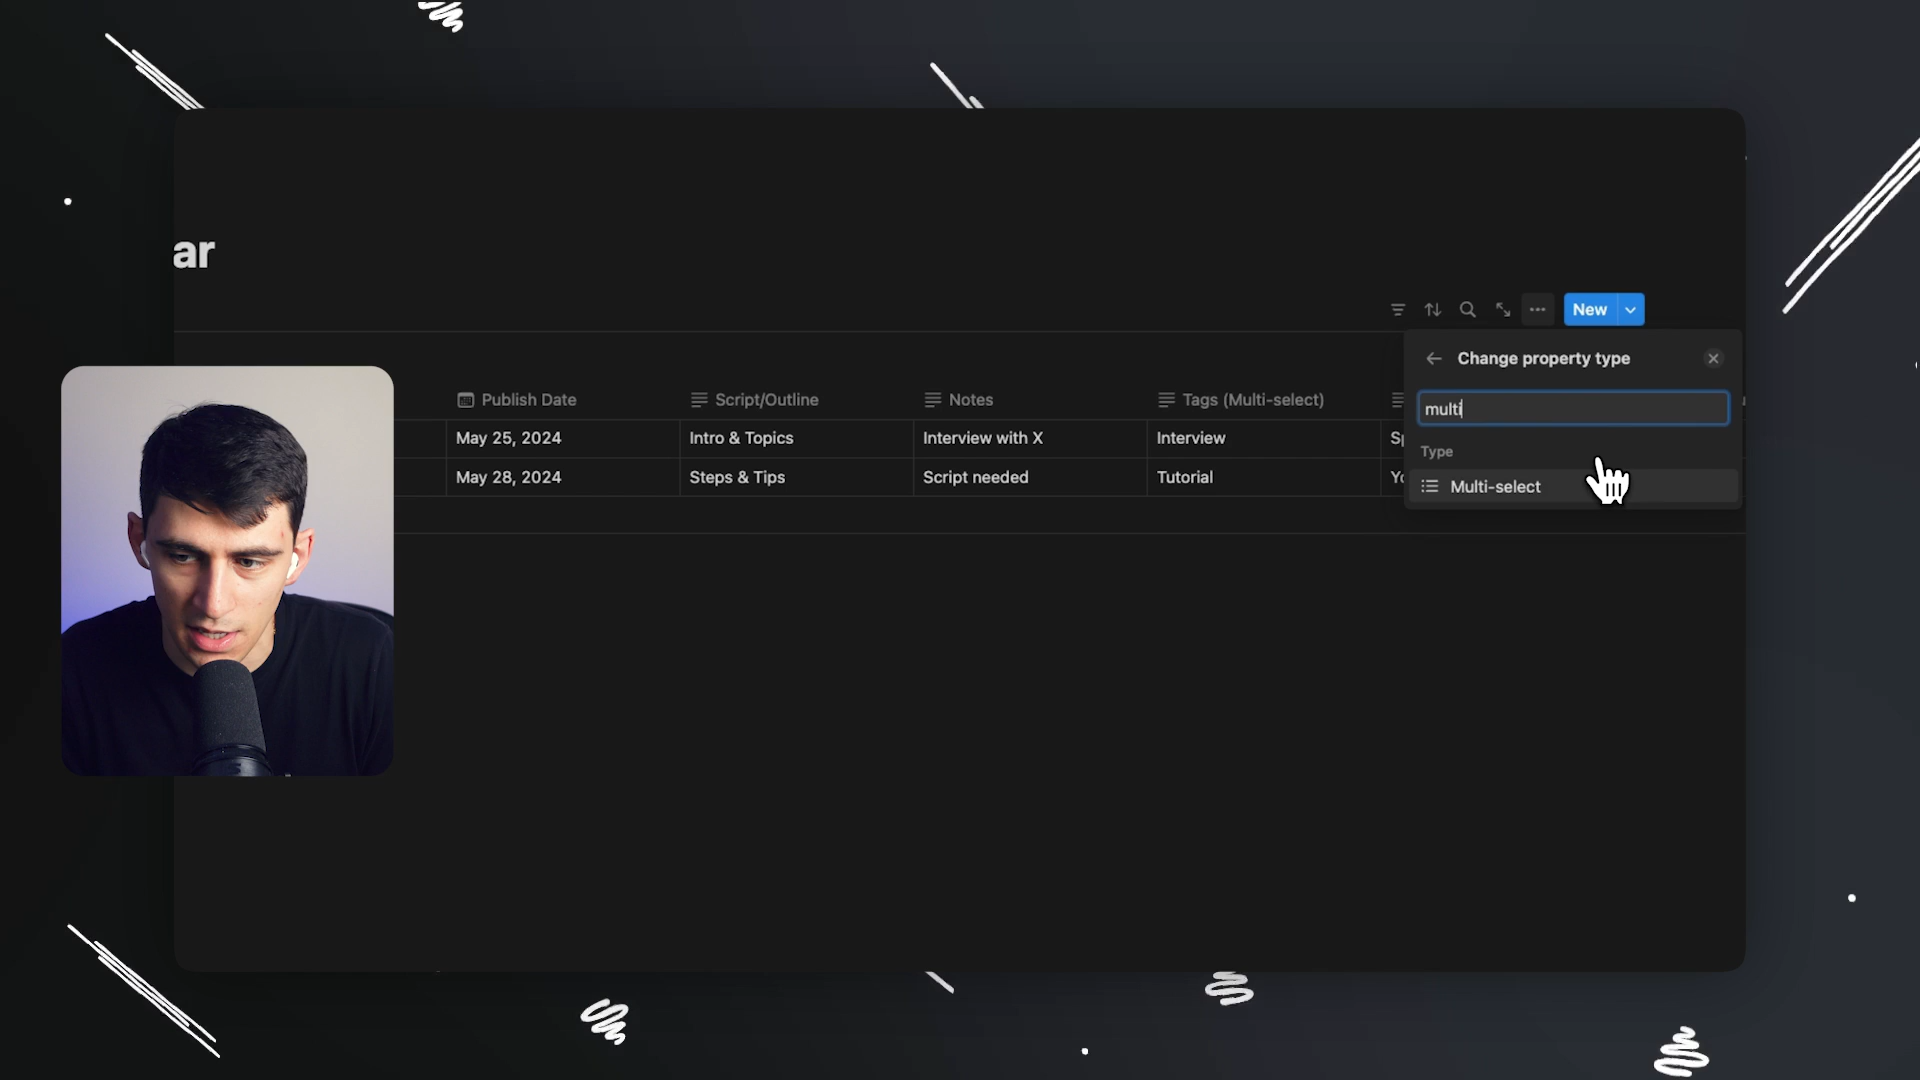 ar
New
Change property type
multi
Type
Multi-select
Publish Date Script/Outline Notes Tags (Multi-select)
May 25, 2024 Intro & Topics Interview with X Interview
May 28, 2024 Steps & Tips Script needed Tutorial